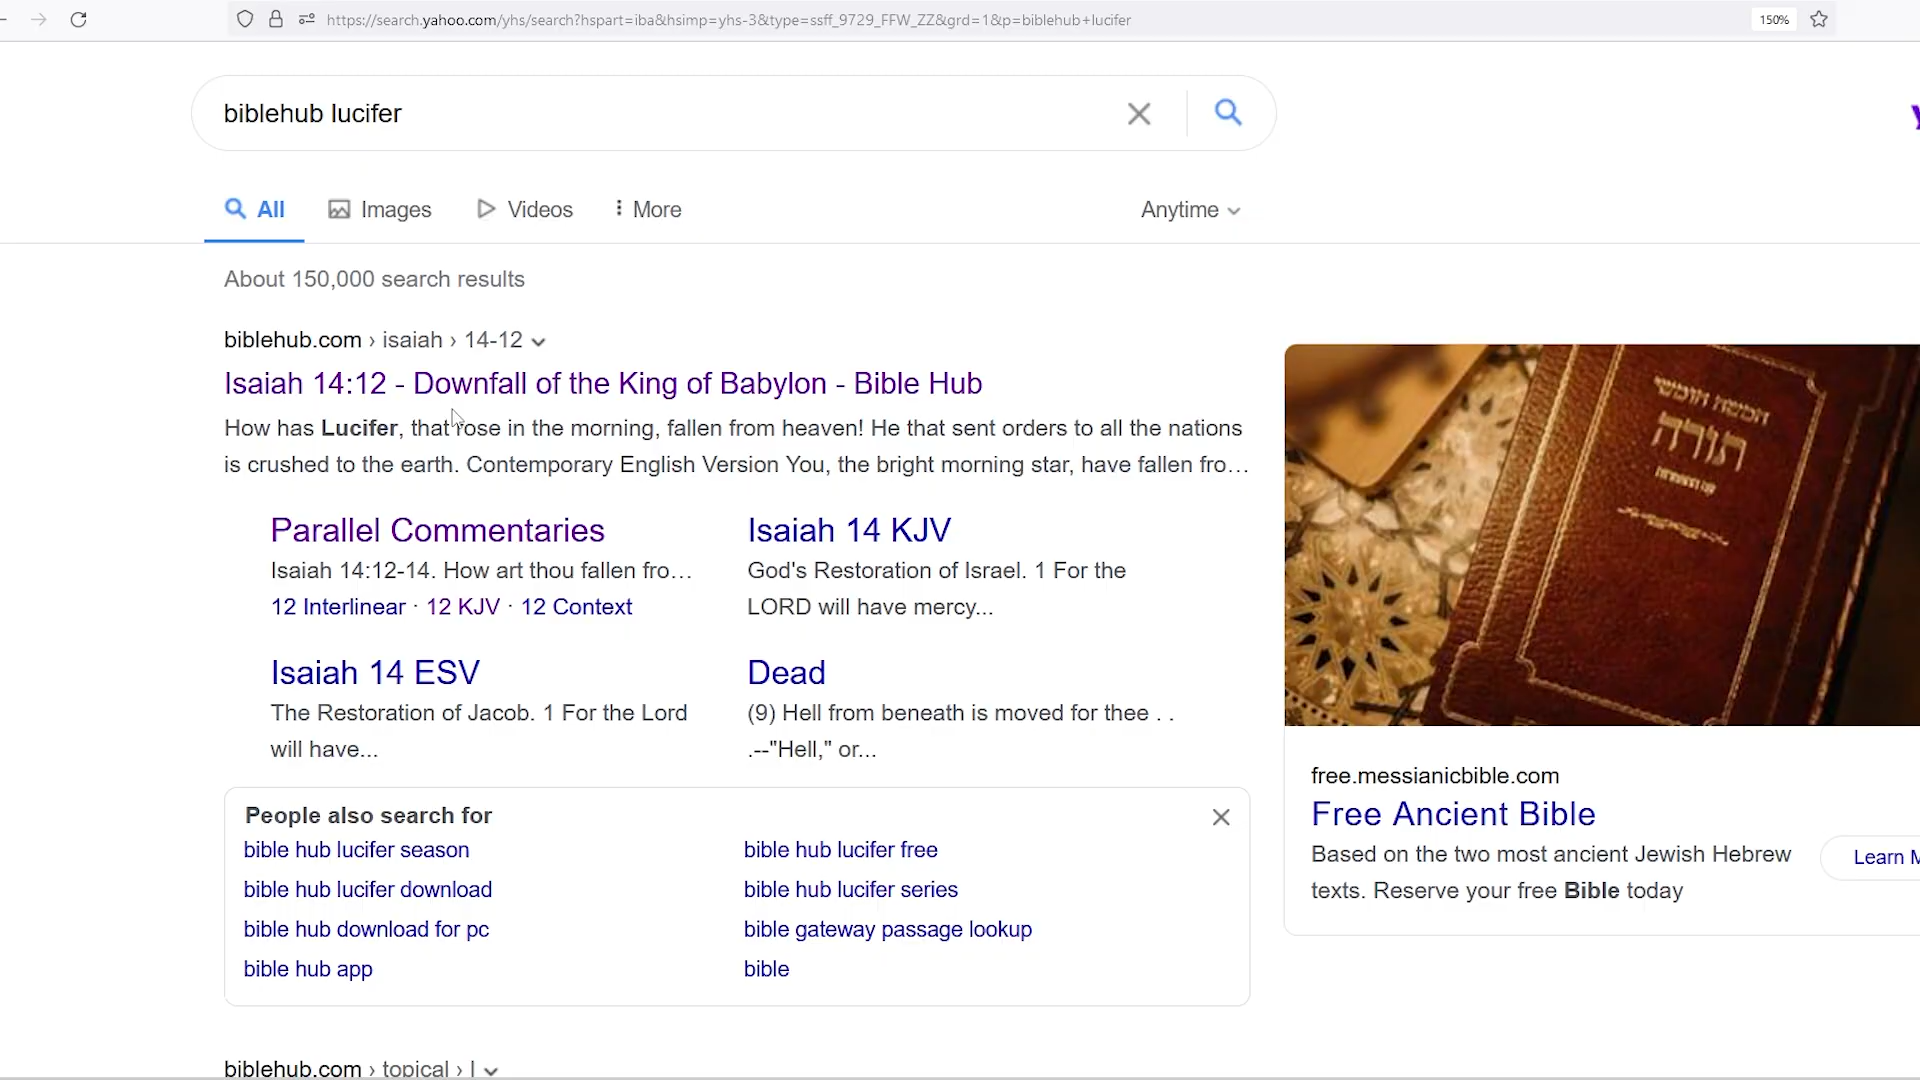 https://search.yahoo.com/yhs/search?hspart=iba&hsimp=yhs-3&type=ssff_9729_FFW_ZZ&grd=1&p=biblehub+lucifer
150%
biblehub lucifer
All Images Videos More Anytime
About 150,000 search results
biblehub.com › isaiah › 14-12
Isaiah 14:12 - Downfall of the King of Babylon - Bible Hub
How has Lucifer, that rose in the morning, fallen from heaven! He that sent orders to all the nations
is crushed to the earth. Contemporary English Version You, the bright morning star, have fallen fro…
Parallel Commentaries
Isaiah 14:12-14. How art thou fallen fro…
12 Interlinear · 12 KJV · 12 Context
Isaiah 14 KJV
God's Restoration of Israel. 1 For the
LORD will have mercy...
Isaiah 14 ESV
The Restoration of Jacob. 1 For the Lord
will have...
Dead
(9) Hell from beneath is moved for thee . .
.--"Hell," or...
People also search for
bible hub lucifer season
bible hub lucifer free
bible hub lucifer download
bible hub lucifer series
bible hub download for pc
bible gateway passage lookup
bible hub app
bible
biblehub.com › topical › l
תורה
free.messianicbible.com
Free Ancient Bible
Based on the two most ancient Jewish Hebrew
texts. Reserve your free Bible today
Learn M